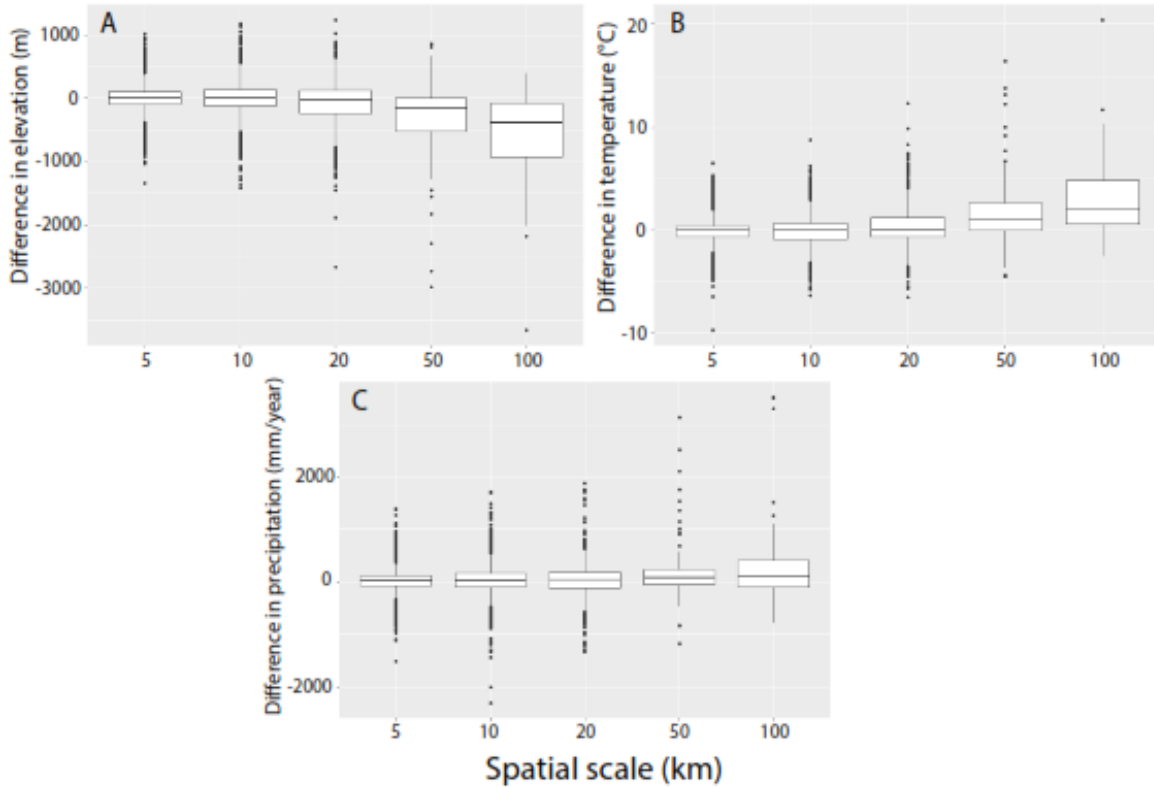 A
Difference in elevation (m)
1000
0
-1000
-2000
-3000
5 10 20 50 100
B
Difference in temperature (°C)
20
10
0
-10
5 10 20 50 100
C
Difference in precipitation (mm/year)
2000
0
-2000
5 10 20 50 100
Spatial scale (km)